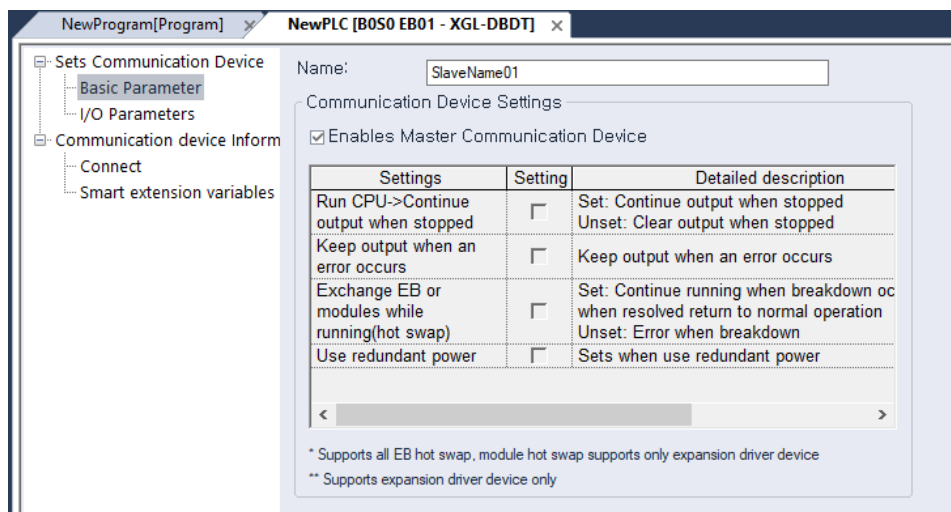 NewProgram[Program]
NewPLC [B0S0 EB01 - XGL-DBDT]
Sets Communication Device
Basic Parameter
I/O Parameters
Communication device Inform
Connect
Smart extension variables
Name:
SlaveName01
Communication Device Settings
Enables Master Communication Device
Settings Setting Detailed description
Run CPU->Continue
output when stopped
Set: Continue output when stopped
Unset: Clear output when stopped
Keep output when an
error occurs
Keep output when an error occurs
Exchange EB or
modules while
running(hot swap)
Set: Continue running when breakdown oc
when resolved return to normal operation
Unset: Error when breakdown
Use redundant power
Sets when use redundant power
* Supports all EB hot swap, module hot swap supports only expansion driver device
** Supports expansion driver device only